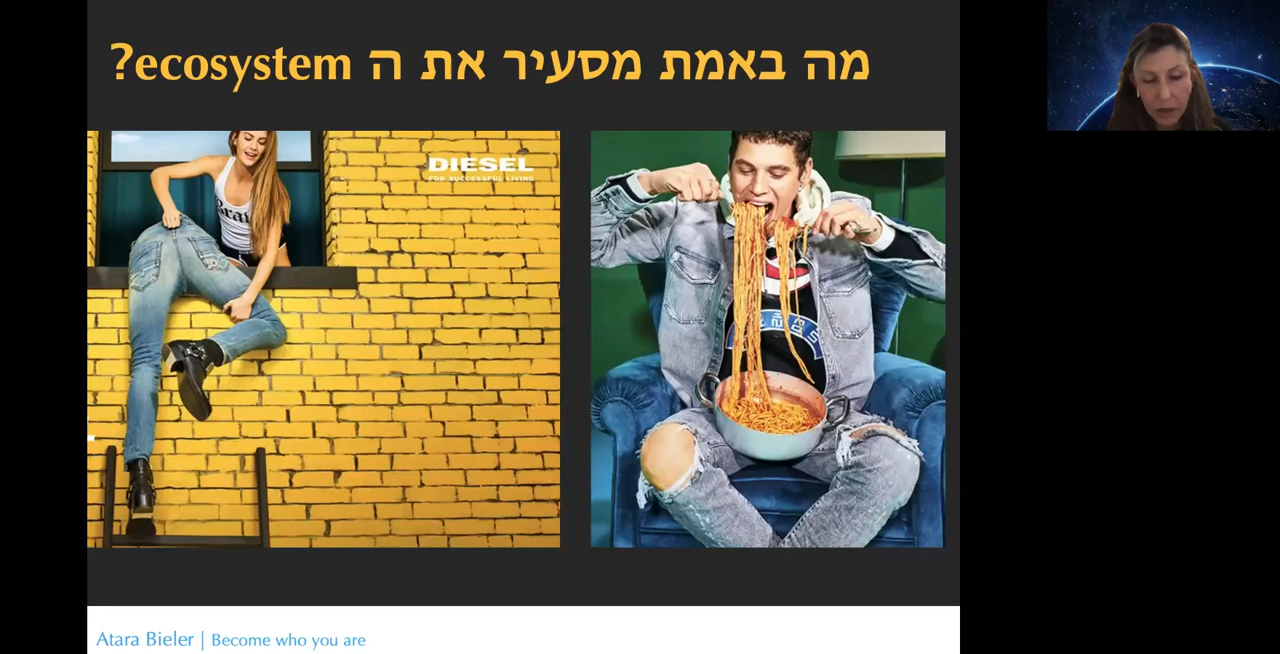 מה באמת מסעיר את ה ecosystem?
DIESEL
FOR SUCCESSFUL LIVING
Atara Bieler | Become who you are